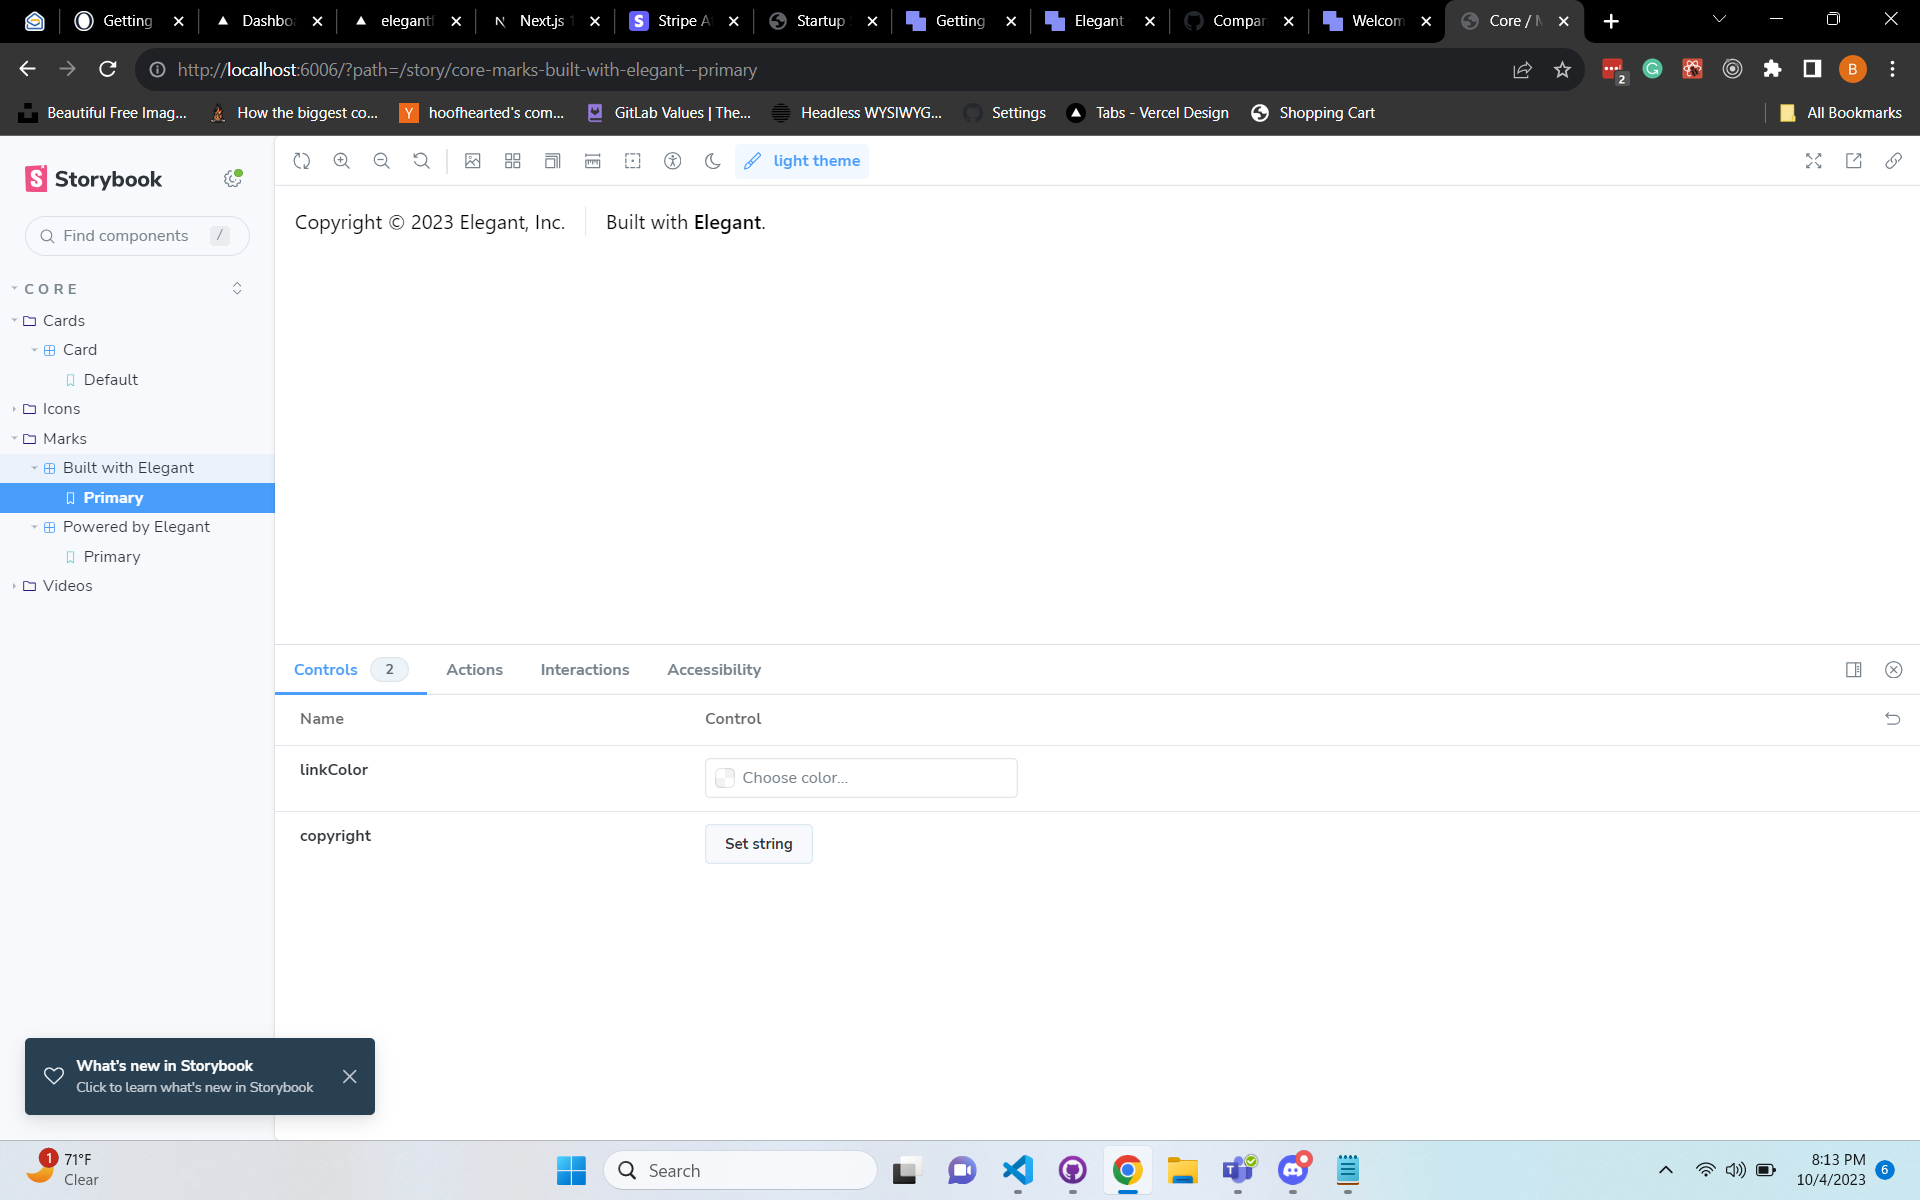 Getting
Dashbo
elegantf
Next.js
Stripe A
Startup
Getting
Elegant
Compar
Welcom
Core /
http://localhost:6006/?path=/story/core-marks-built-with-elegant--primary
2
B
Beautiful Free Imag...
How the biggest co...
hoofhearted's com...
GitLab Values | The...
Headless WYSIWYG...
Settings
Tabs - Vercel Design
Shopping Cart
All Bookmarks
Storybook
light theme
Find components /
CORE
Cards
Card
Default
Icons
Marks
Built with Elegant
Primary
Powered by Elegant
Primary
Videos
Copyright © 2023 Elegant, Inc.
Built with Elegant.
Controls 2
Actions
Interactions
Accessibility
Name
Control
linkColor
Choose color...
copyright
Set string
What's new in Storybook
Click to learn what's new in Storybook
1
71°F
Clear
Search
8:13 PM
10/4/2023
6